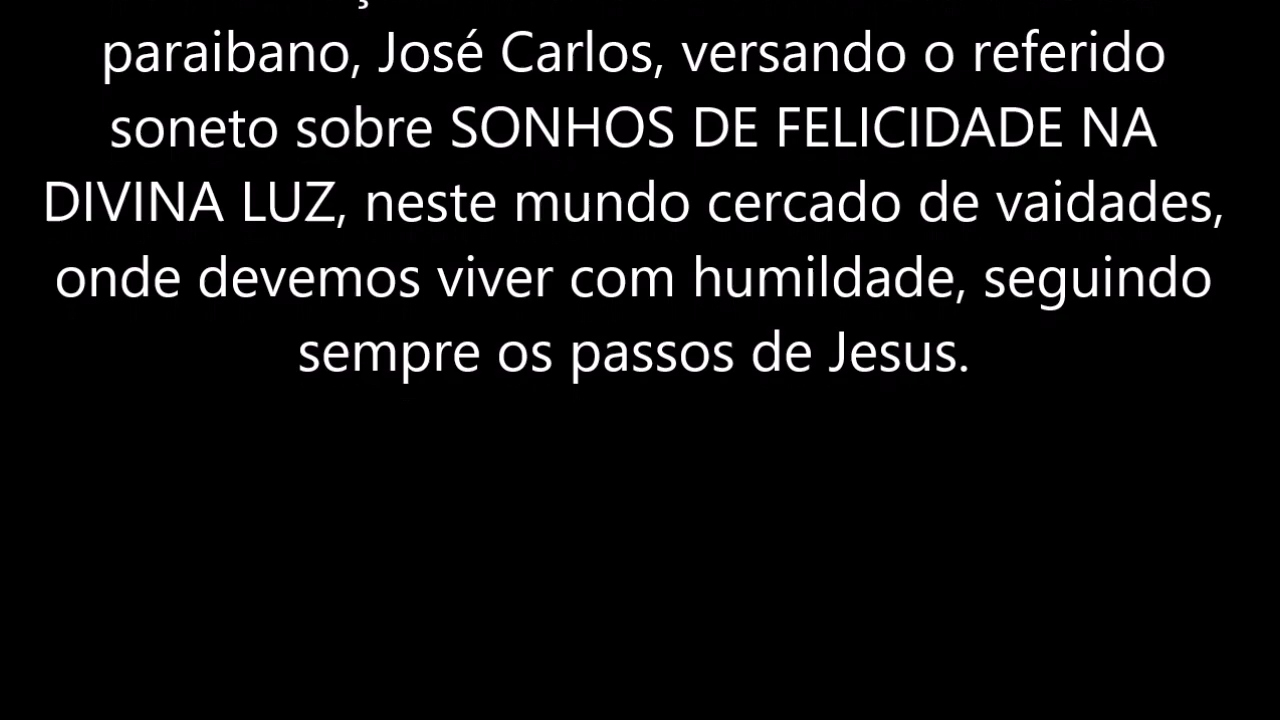 paraibano, José Carlos, versando o referido
soneto sobre SONHOS DE FELICIDADE NA
DIVINA LUZ, neste mundo cercado de vaidades,
onde devemos viver com humildade, seguindo
sempre os passos de Jesus.